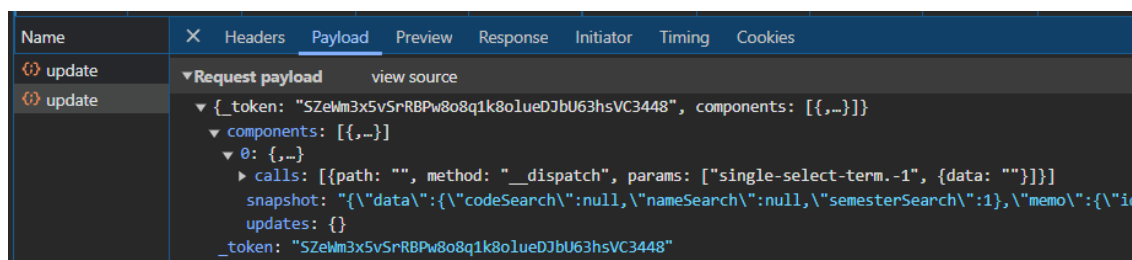 Name
Headers Payload Preview Response Initiator Timing Cookies
update
update
Request payload view source
{_token: "SZeWm3x5vSrRBPw8o8q1k8olueDJbU63hsVC3448", components: [{,…}]}
components: [{,…}]
0: {,…}
calls: [{path: "", method: "__dispatch", params: ["single-select-term.-1", {data: ""}]}]
snapshot: "{\"data\":{\"codeSearch\":null,\"nameSearch\":null,\"semesterSearch\":1},\"memo\":{\"i
updates: {}
_token: "SZeWm3x5vSrRBPw8o8q1k8olueDJbU63hsVC3448"